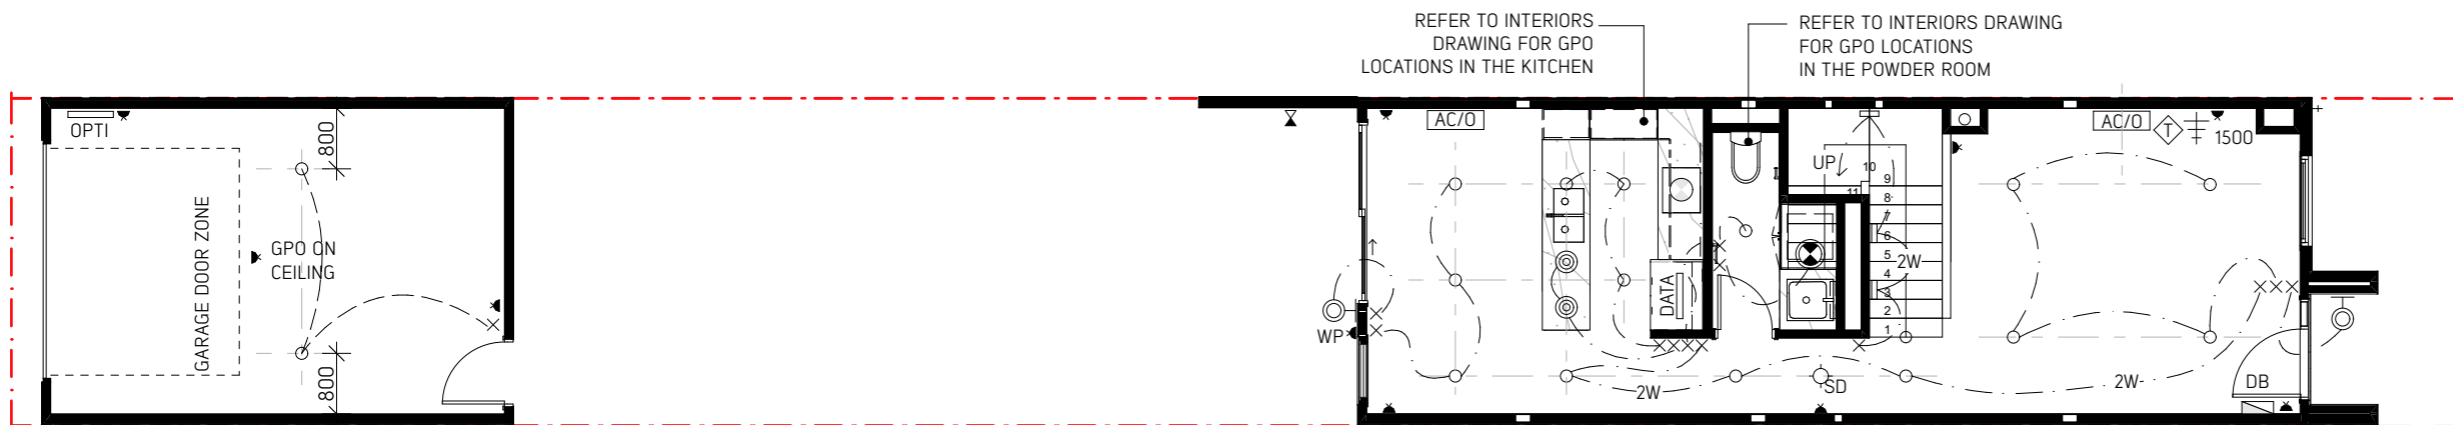 REFER TO INTERIORS
DRAWING FOR GPO
LOCATIONS IN THE KITCHEN
REFER TO INTERIORS DRAWING
FOR GPO LOCATIONS
IN THE POWDER ROOM
OPTI
800
GARAGE DOOR ZONE
GPO ON
CEILING
800
AC/O
WP
DATA
2W
SD
UP
11
10
9
8
7
6
5
4
3
2
1
2W
AC/O
T
1500
2W
DB